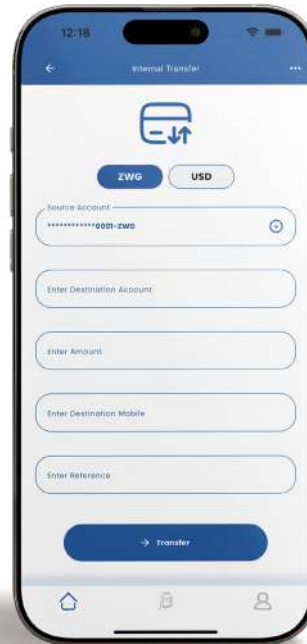 12:18
Internal Transfer
ZWG
USD
Source Account
************0001-ZWG
Enter Destination Account
Enter Amount
Enter Destination Mobile
Enter Reference
Transfer